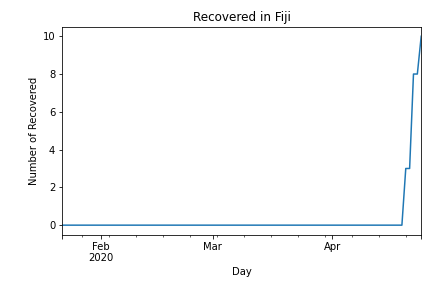 Recovered in Fiji
10
8
6
4
2
0
Number of Recovered
Feb
2020
Mar
Apr
Day